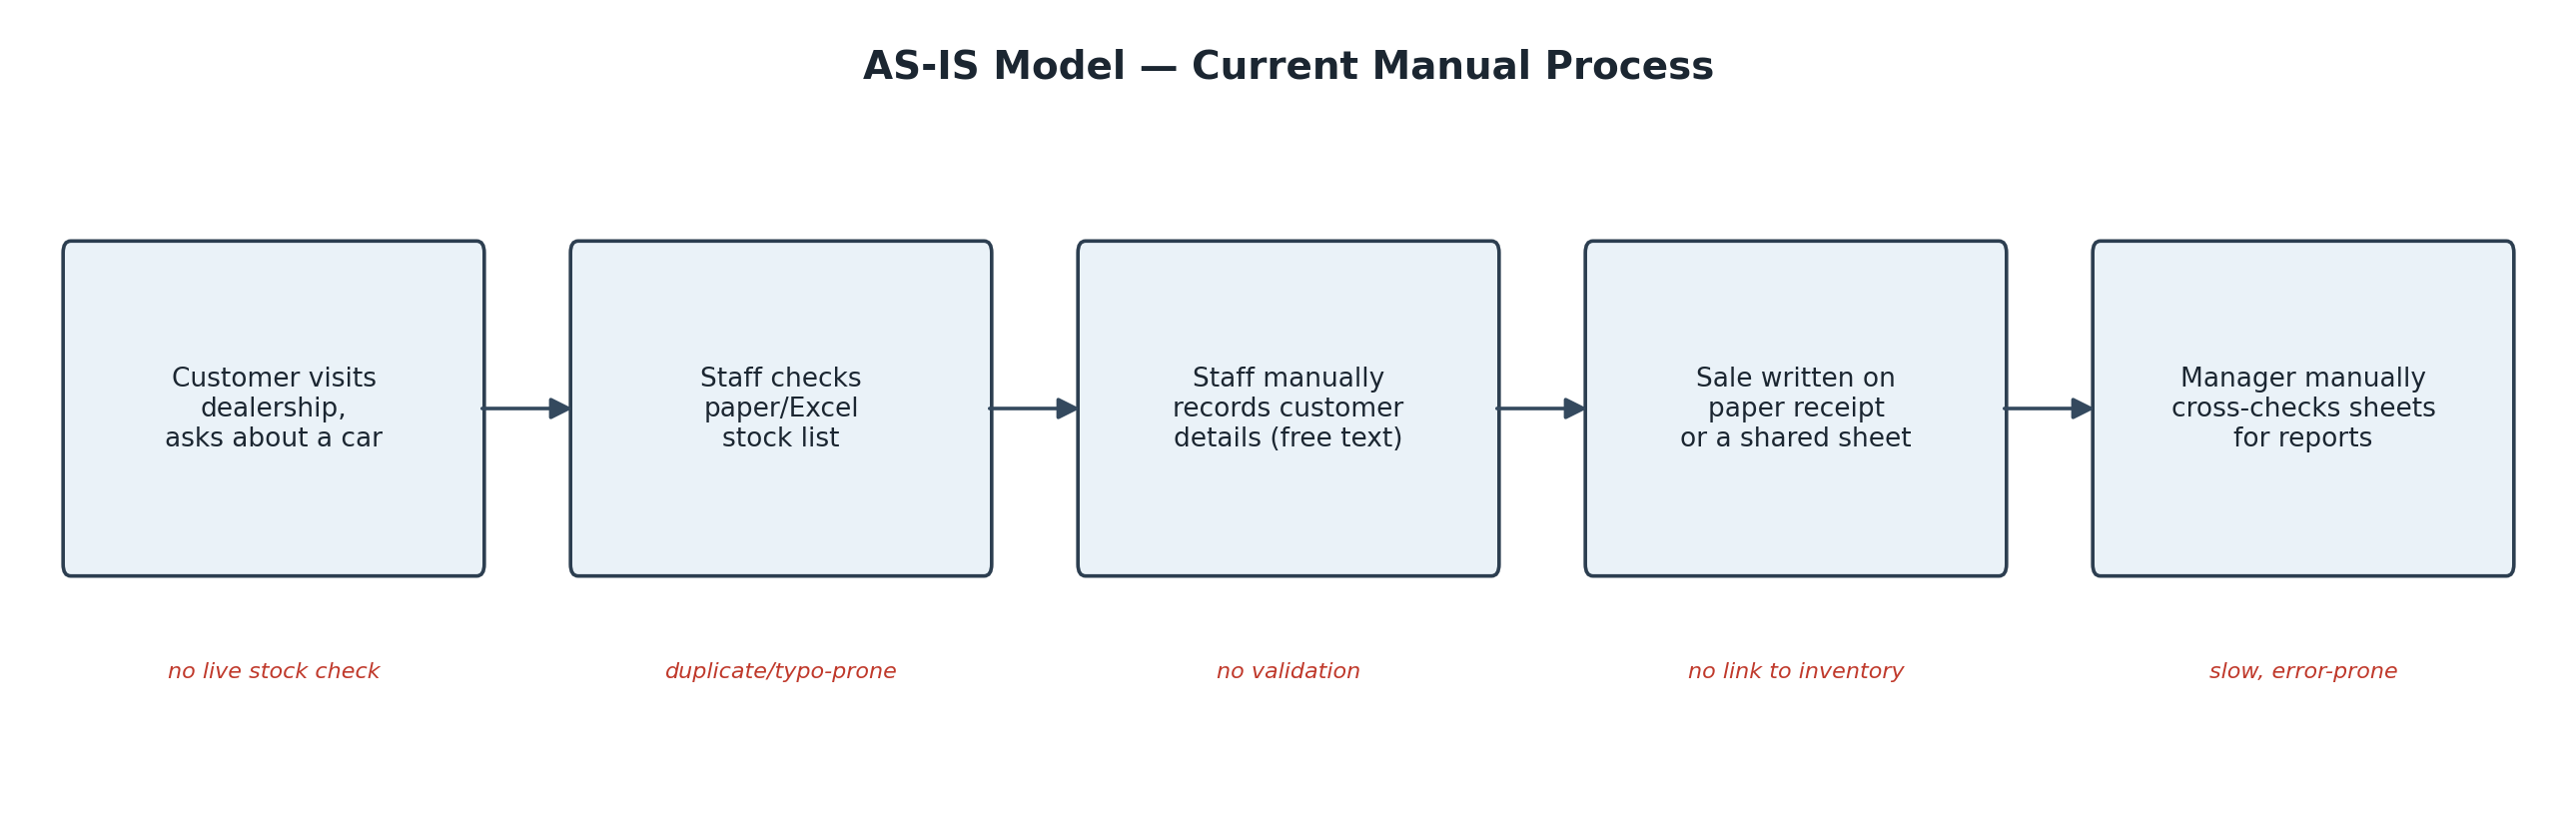 AS-IS Model — Current Manual Process
Customer visits
dealership,
asks about a car
Staff checks
paper/Excel
stock list
Staff manually
records customer
details (free text)
Sale written on
paper receipt
or a shared sheet
Manager manually
cross-checks sheets
for reports
no live stock check
duplicate/typo-prone
no validation
no link to inventory
slow, error-prone